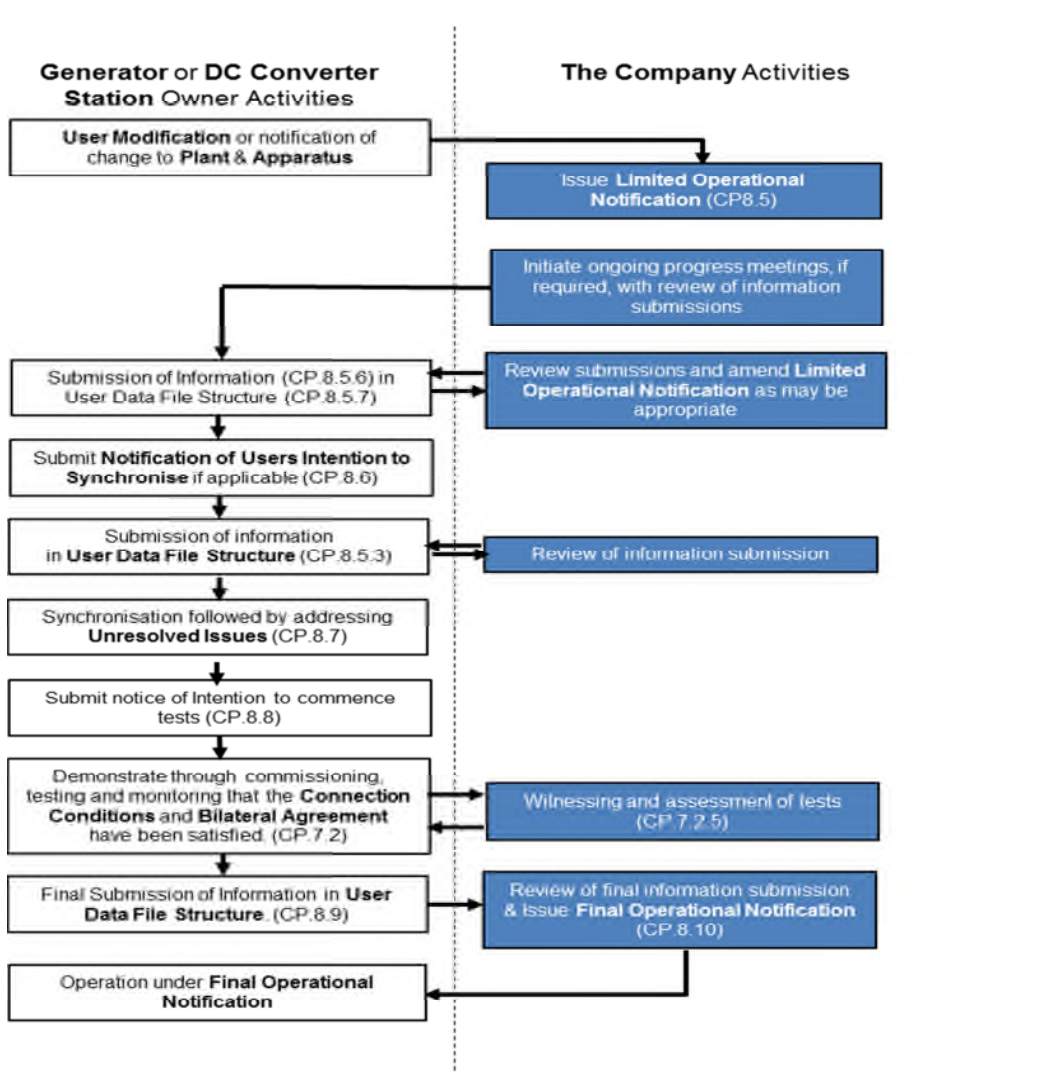 Generator or DC Converter
Station Owner Activities
The Company Activities
User Modification or notification of
change to Plant & Apparatus
Issue Limited Operational
Notification (CP8.5)
Initiate ongoing progress meetings, if
required, with review of information
submissions
Submission of Information (CP.8.5.6) in
User Data File Structure (CP.8.5.7)
Review submissions and amend Limited
Operational Notification as may be
appropriate
Submit Notification of Users Intention to
Synchronise if applicable (CP.8.6)
Submission of information
in User Data File Structure (CP.8.5.3)
Review of information submission
Synchronisation followed by addressing
Unresolved Issues (CP.8.7)
Submit notice of Intention to commence
tests (CP.8.8)
Demonstrate through commissioning,
testing and monitoring that the Connection
Conditions and Bilateral Agreement
have been satisfied. (CP.7.2)
Witnessing and assessment of tests
(CP.7.2.5)
Final Submission of Information in User
Data File Structure. (CP.8.9)
Review of final information submission
& Issue Final Operational Notification
(CP.8.10)
Operation under Final Operational
Notification